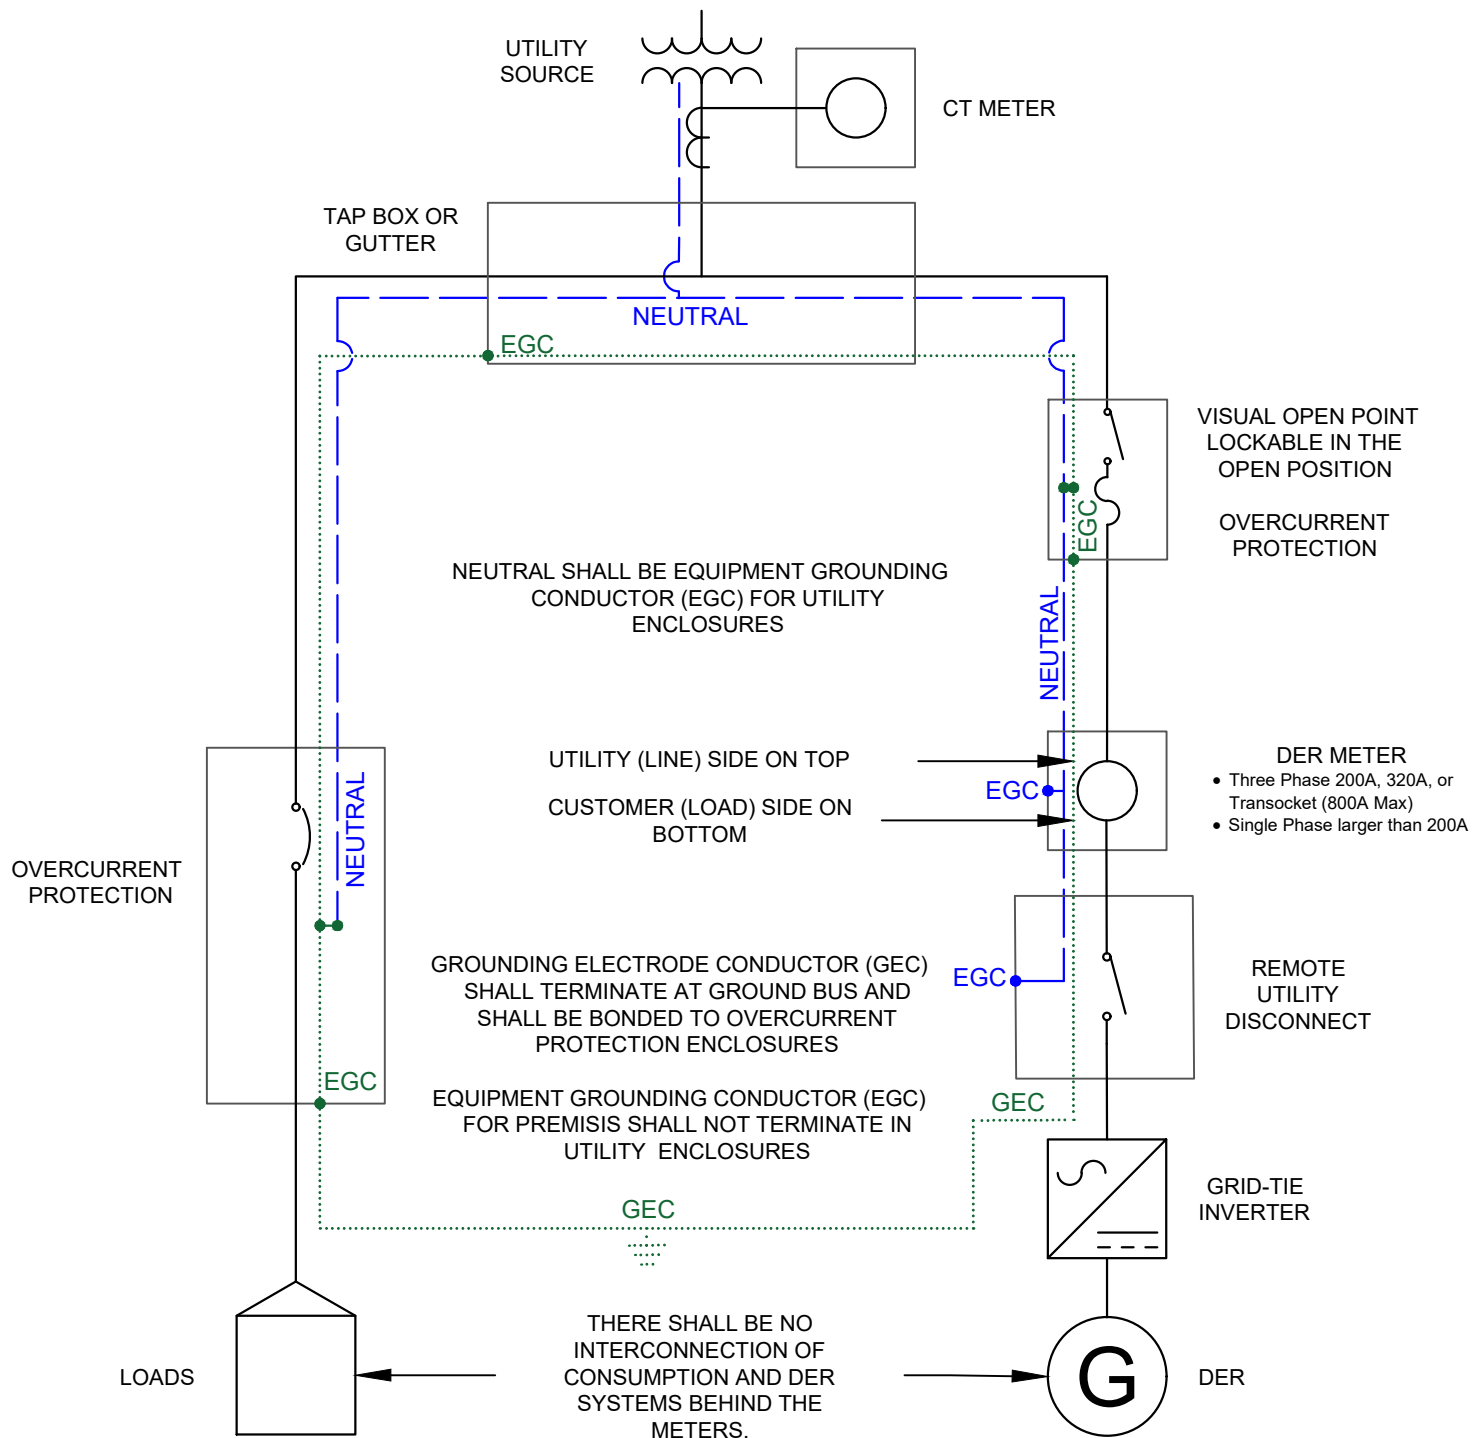 UTILITY
SOURCE
CT METER
TAP BOX OR
GUTTER
NEUTRAL
EGC
VISUAL OPEN POINT
LOCKABLE IN THE
OPEN POSITION
OVERCURRENT
PROTECTION
EGC
NEUTRAL SHALL BE EQUIPMENT GROUNDING
CONDUCTOR (EGC) FOR UTILITY
ENCLOSURES
NEUTRAL
UTILITY (LINE) SIDE ON TOP
CUSTOMER (LOAD) SIDE ON
BOTTOM
EGC
DER METER
• Three Phase 200A, 320A, or
Transocket (800A Max)
• Single Phase larger than 200A
OVERCURRENT
PROTECTION
NEUTRAL
GROUNDING ELECTRODE CONDUCTOR (GEC)
SHALL TERMINATE AT GROUND BUS AND
SHALL BE BONDED TO OVERCURRENT
PROTECTION ENCLOSURES
EGC
REMOTE
UTILITY
DISCONNECT
EGC
EQUIPMENT GROUNDING CONDUCTOR (EGC)
FOR PREMISIS SHALL NOT TERMINATE IN
UTILITY ENCLOSURES
GEC
GEC
GRID-TIE
INVERTER
LOADS
THERE SHALL BE NO
INTERCONNECTION OF
CONSUMPTION AND DER
SYSTEMS BEHIND THE
METERS.
G
DER